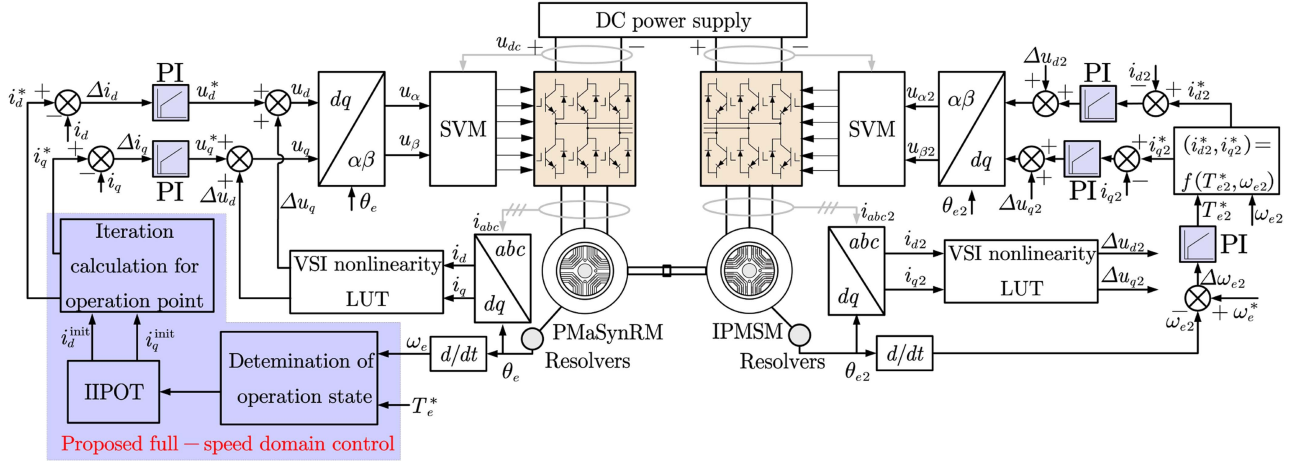 DC power supply
u_dc + − + −
PI
PI
i_d^* + Δi_d u_d^* + u_d
− i_d +
dq
αβ
u_α
u_β
SVM
SVM
u_α2
u_β2
αβ
dq
Δu_d2 PI i_d2
+ + − + i_d2^*
i_q^* + Δi_q u_q^* + u_q
− i_q PI +
Δu_d Δu_q θ_e
θ_e2
+ + + i_q2^*
Δu_q2 PI i_q2 −
(i_d2^*, i_q2^*) =
f(T_e2^*, ω_e2)
T_e2^* ω_e2
PI
Δω_e2
− + ω_e^*
ω_e2
Iteration
calculation for
operation point
i_d^init i_q^init
IIPOT
Detemination of
operation state
T_e^*
Proposed full − speed domain control
VSI nonlinearity
LUT
i_d
i_q
i_abc
abc
dq
ω_e d/dt θ_e
PMaSynRM
Resolvers
IPMSM
Resolvers
i_abc2
abc
dq
i_d2
i_q2
VSI nonlinearity
LUT
Δu_d2
Δu_q2
θ_e2 d/dt